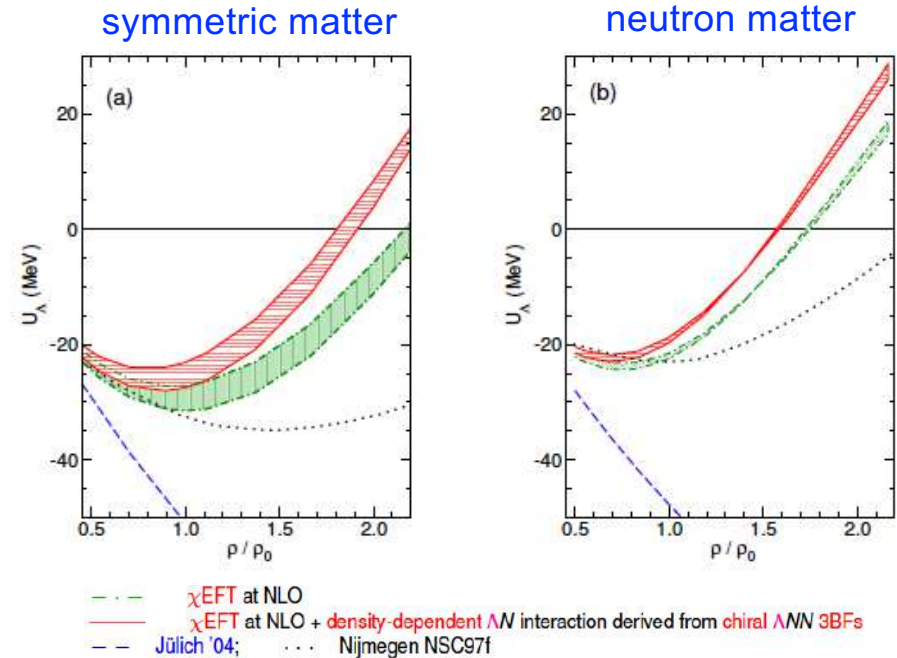 symmetric matter
neutron matter
(a)
20
0
-20
-40
U_Λ (MeV)
0.5 1.0 1.5 2.0
ρ / ρ₀
(b)
20
0
-20
-40
U_Λ (MeV)
0.5 1.0 1.5 2.0
ρ / ρ₀
χEFT at NLO
χEFT at NLO + density-dependent ΛN interaction derived from chiral ΛNN 3BFs
Jülich '04; Nijmegen NSC97f